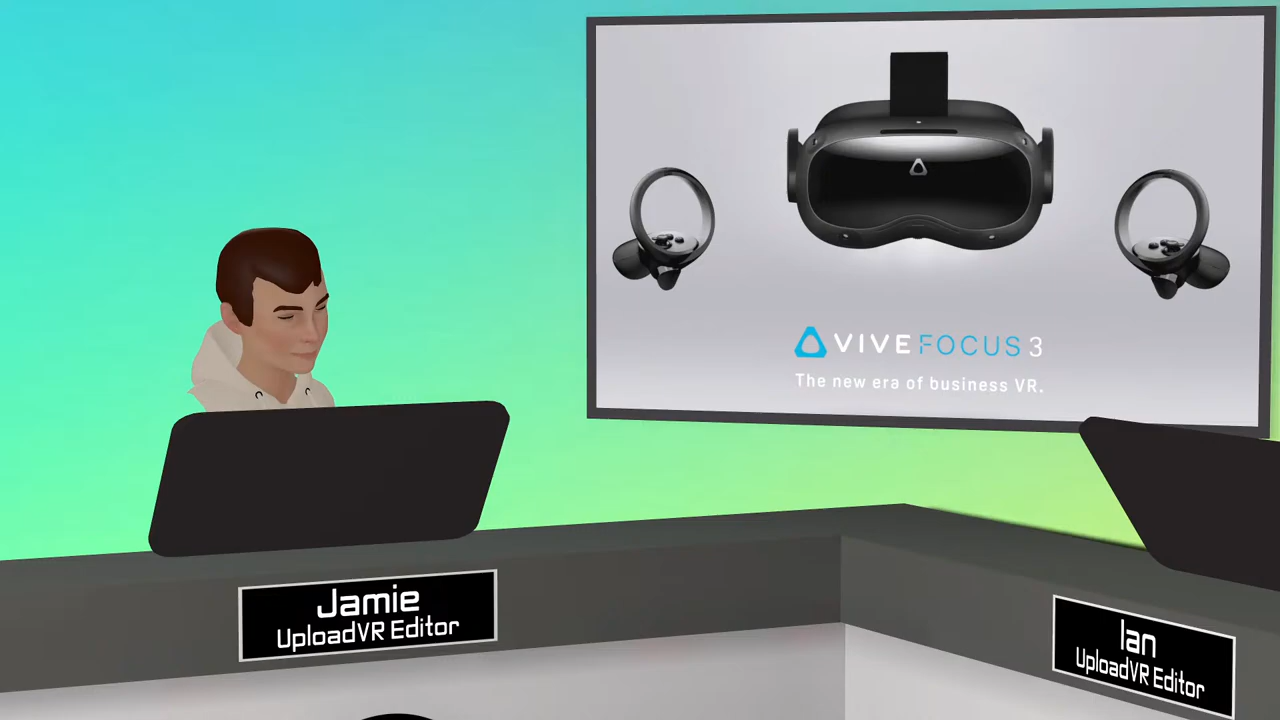 VIVE FOCUS 3
The new era of business VR.
Jamie
UploadVR Editor
Ian
UploadVR Editor